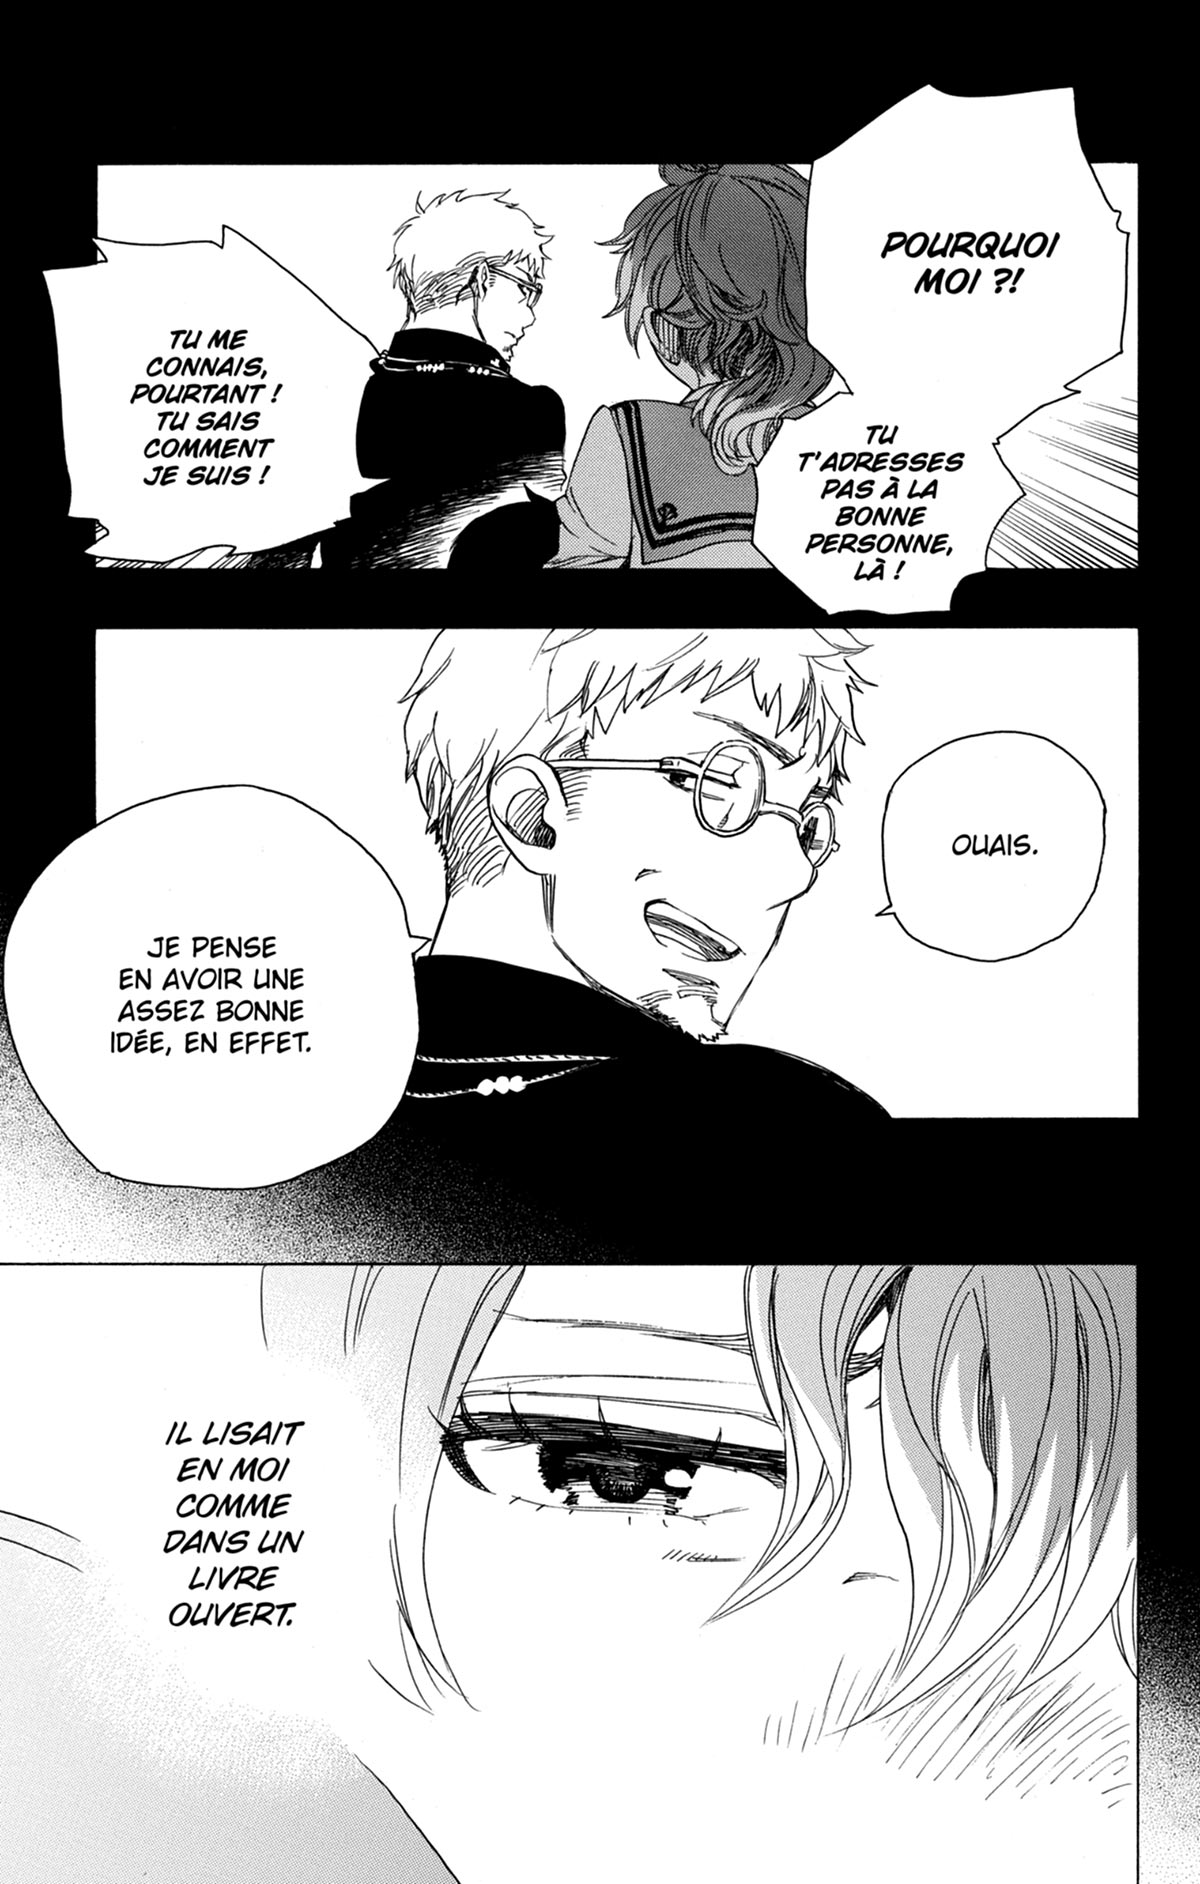 POURQUOI
MOI ?!
TU
T'ADRESSES
PAS À LA
BONNE
PERSONNE,
LÀ !
TU ME
CONNAIS,
POURTANT !
TU SAIS
COMMENT
JE SUIS !
OUAIS.
JE PENSE
EN AVOIR UNE
ASSEZ BONNE
IDÉE, EN EFFET.
IL LISAIT
EN MOI
COMME
DANS UN
LIVRE
OUVERT.